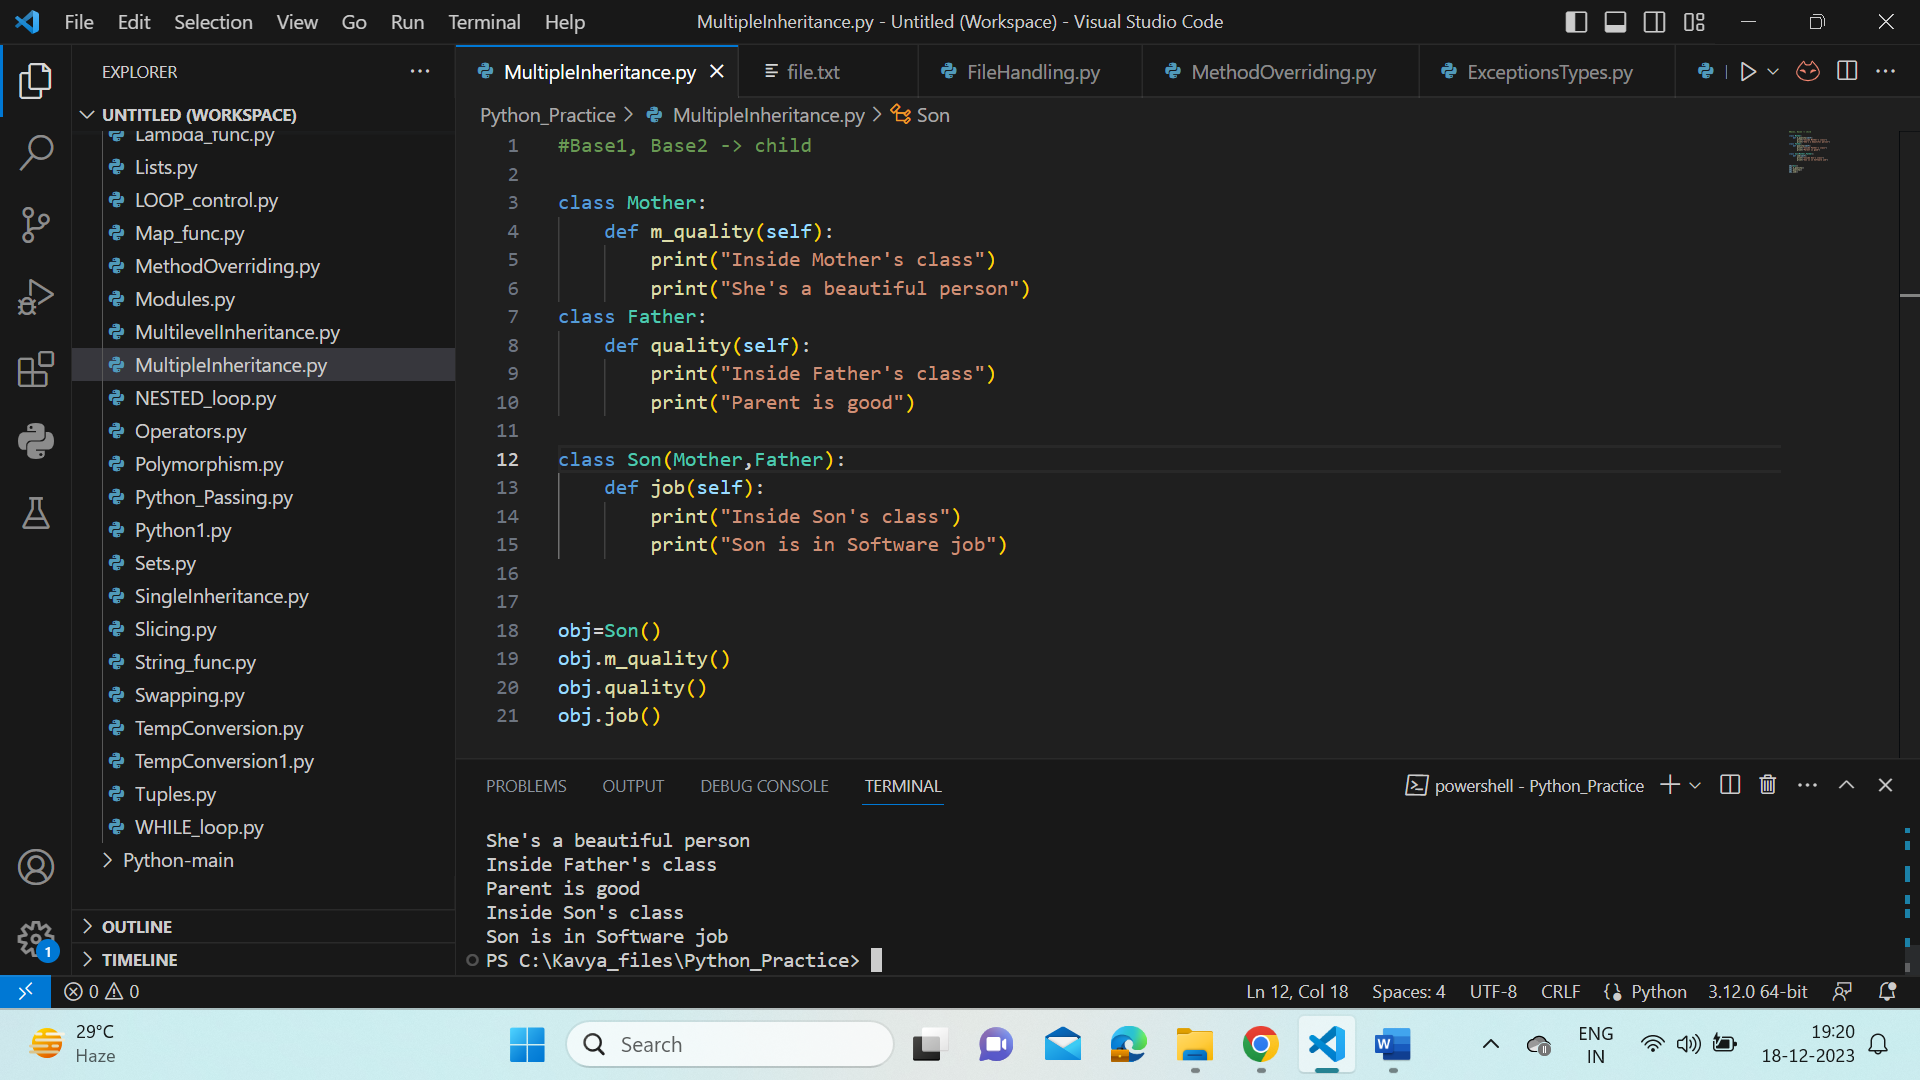 File Edit Selection View Go Run Terminal Help
MultipleInheritance.py - Untitled (Workspace) - Visual Studio Code
EXPLORER
UNTITLED (WORKSPACE)
Lambda_func.py
Lists.py
LOOP_control.py
Map_func.py
MethodOverriding.py
Modules.py
MultilevelInheritance.py
MultipleInheritance.py
NESTED_loop.py
Operators.py
Polymorphism.py
Python_Passing.py
Python1.py
Sets.py
SingleInheritance.py
Slicing.py
String_func.py
Swapping.py
TempConversion.py
TempConversion1.py
Tuples.py
WHILE_loop.py
Python-main
OUTLINE
TIMELINE
1
MultipleInheritance.py file.txt FileHandling.py MethodOverriding.py ExceptionsTypes.py
Python_Practice > MultipleInheritance.py > Son
1 #Base1, Base2 -> child
2
3 class Mother:
4     def m_quality(self):
5         print("Inside Mother's class")
6         print("She's a beautiful person")
7 class Father:
8     def quality(self):
9         print("Inside Father's class")
10         print("Parent is good")
11
12 class Son(Mother,Father):
13     def job(self):
14         print("Inside Son's class")
15         print("Son is in Software job")
16
17
18 obj=Son()
19 obj.m_quality()
20 obj.quality()
21 obj.job()
PROBLEMS OUTPUT DEBUG CONSOLE TERMINAL
powershell - Python_Practice
She's a beautiful person
Inside Father's class
Parent is good
Inside Son's class
Son is in Software job
PS C:\Kavya_files\Python_Practice>
0 0
Ln 12, Col 18 Spaces: 4 UTF-8 CRLF Python 3.12.0 64-bit
29°C
Haze
Search
ENG
IN
19:20
18-12-2023